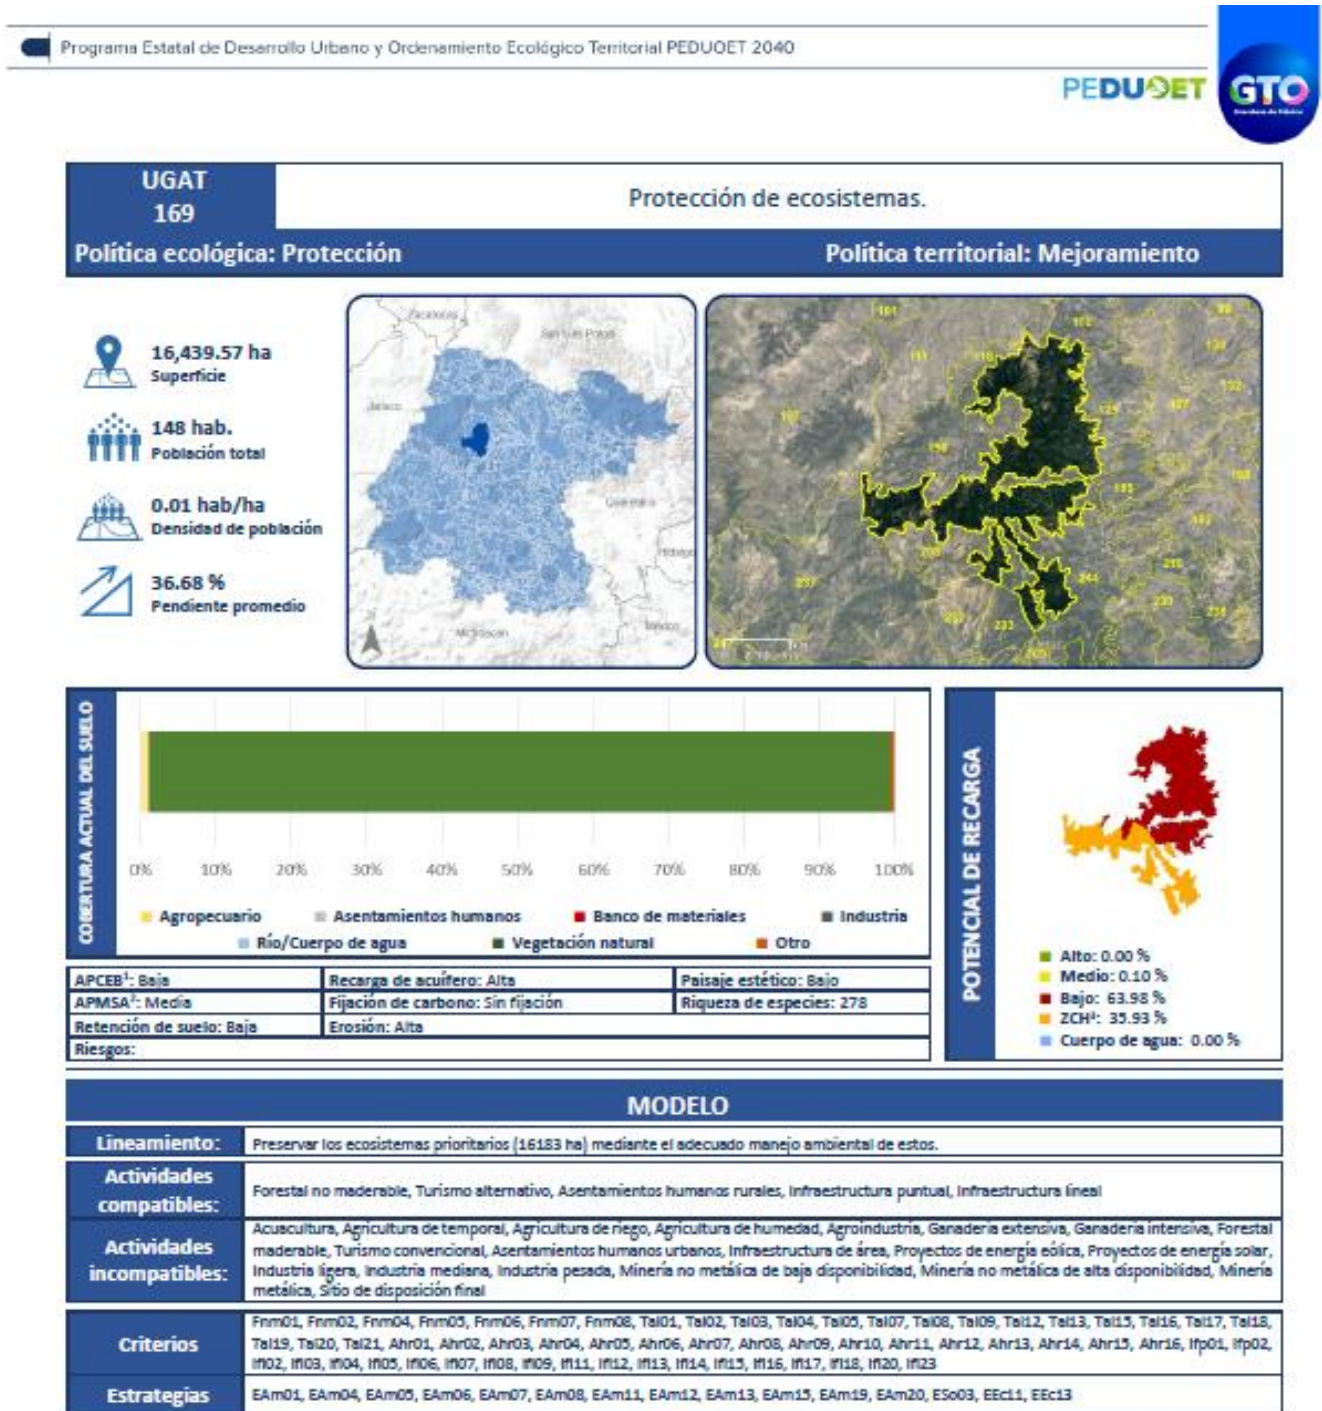 Programa Estatal de Desarrollo Urbano y Ordenamiento Ecológico Territorial PEDUOET 2040
PEDUOET
GTO
UGAT
169
Protección de ecosistemas.
Política ecológica: Protección
Política territorial: Mejoramiento
16,439.57 ha
Superficie
148 hab.
Población total
0.01 hab/ha
Densidad de población
36.68 %
Pendiente promedio
Zacatecas
San Luis Potosí
Jalisco
Querétaro
Hidalgo
México
Michoacán
COBERTURA ACTUAL DEL SUELO
0% 10% 20% 30% 40% 50% 60% 70% 80% 90% 100%
Agropecuario Asentamientos humanos Banco de materiales Industria
Río/Cuerpo de agua Vegetación natural Otro
APCEB¹: Baja Recarga de acuífero: Alta Paisaje estético: Bajo
APMSA²: Media Fijación de carbono: Sin fijación Riqueza de especies: 278
Retención de suelo: Baja Erosión: Alta
Riesgos:
POTENCIAL DE RECARGA
Alto: 0.00 %
Medio: 0.10 %
Bajo: 63.98 %
ZCH³: 35.93 %
Cuerpo de agua: 0.00 %
MODELO
Lineamiento: Preservar los ecosistemas prioritarios (16183 ha) mediante el adecuado manejo ambiental de estos.
Actividades
compatibles:
Forestal no maderable, Turismo alternativo, Asentamientos humanos rurales, Infraestructura puntual, Infraestructura lineal
Actividades
incompatibles:
Acuacultura, Agricultura de temporal, Agricultura de riego, Agricultura de humedad, Agroindustria, Ganadería extensiva, Ganadería intensiva, Forestal
maderable, Turismo convencional, Asentamientos humanos urbanos, Infraestructura de área, Proyectos de energía eólica, Proyectos de energía solar,
Industria ligera, Industria mediana, Industria pesada, Minería no metálica de baja disponibilidad, Minería no metálica de alta disponibilidad, Minería
metálica, Sitio de disposición final
Criterios
Fnm01, Fnm02, Fnm04, Fnm05, Fnm06, Fnm07, Fnm08, Tal01, Tal02, Tal03, Tal04, Tal05, Tal07, Tal08, Tal09, Tal12, Tal13, Tal15, Tal16, Tal17, Tal18,
Tal19, Tal20, Tal21, Ahr01, Ahr02, Ahr03, Ahr04, Ahr05, Ahr06, Ahr07, Ahr08, Ahr09, Ahr10, Ahr11, Ahr12, Ahr13, Ahr14, Ahr15, Ahr16, Ifp01, Ifp02,
Ifl02, Ifl03, Ifl04, Ifl05, Ifl06, Ifl07, Ifl08, Ifl09, Ifl11, Ifl12, Ifl13, Ifl14, Ifl15, Ifl16, Ifl17, Ifl18, Ifl20, Ifl23
Estrategias EAm01, EAm04, EAm05, EAm06, EAm07, EAm08, EAm11, EAm12, EAm13, EAm15, EAm19, EAm20, ESo03, EEc11, EEc13